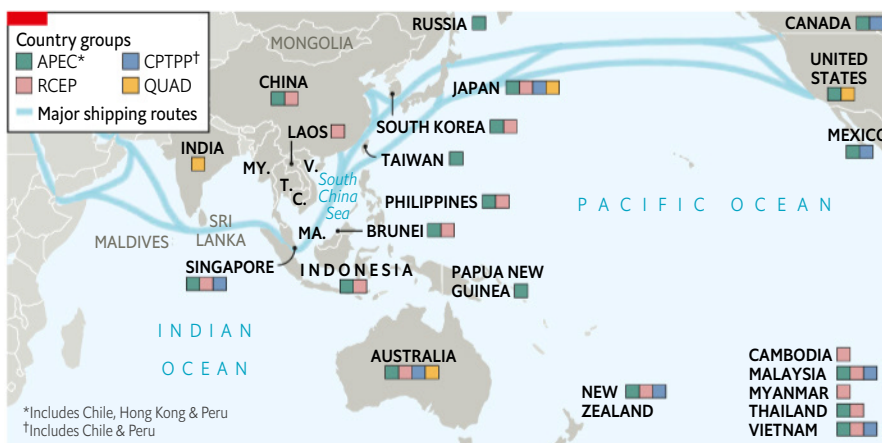 Country groups
APEC*
CPTPP†
RCEP
QUAD
Major shipping routes
RUSSIA
CANADA
MONGOLIA
UNITED
STATES
CHINA
JAPAN
SOUTH KOREA
MEXICO
LAOS
TAIWAN
INDIA
MY.
V.
T.
C.
South
China
Sea
PHILIPPINES
PACIFIC OCEAN
SRI
LANKA
MALDIVES
MA.
BRUNEI
SINGAPORE
INDONESIA
PAPUA NEW
GUINEA
INDIAN
OCEAN
AUSTRALIA
NEW
ZEALAND
CAMBODIA
MALAYSIA
MYANMAR
THAILAND
VIETNAM
*Includes Chile, Hong Kong & Peru
†Includes Chile & Peru